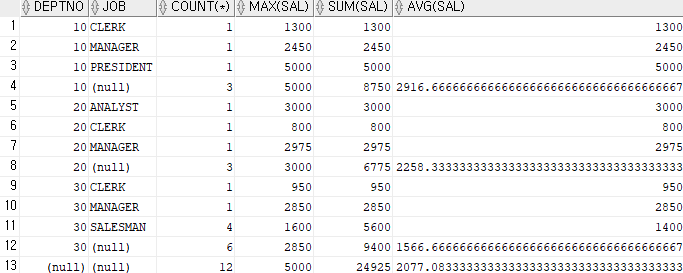 DEPTNO JOB COUNT(*) MAX(SAL) SUM(SAL) AVG(SAL)
1 10 CLERK 1 1300 1300 1300
2 10 MANAGER 1 2450 2450 2450
3 10 PRESIDENT 1 5000 5000 5000
4 10 (null) 3 5000 8750 2916.666666666666666666666666666666666667
5 20 ANALYST 1 3000 3000 3000
6 20 CLERK 1 800 800 800
7 20 MANAGER 1 2975 2975 2975
8 20 (null) 3 3000 6775 2258.333333333333333333333333333333333333
9 30 CLERK 1 950 950 950
10 30 MANAGER 1 2850 2850 2850
11 30 SALESMAN 4 1600 5600 1400
12 30 (null) 6 2850 9400 1566.666666666666666666666666666666666667
13 (null) (null) 12 5000 24925 2077.083333333333333333333333333333333333